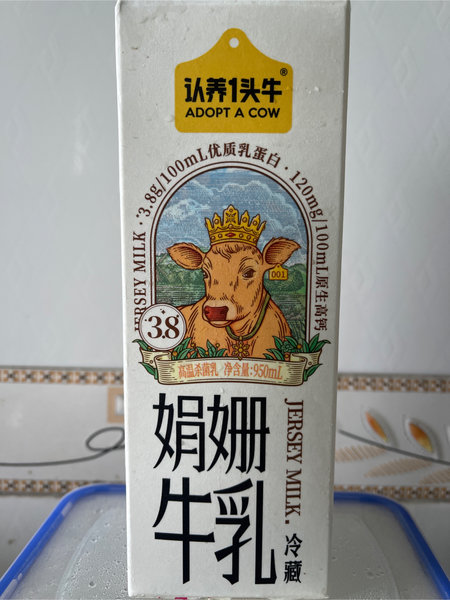 认养1头牛®
ADOPT A COW
JERSEY MILK · 3.8g/100mL优质乳蛋白 · 120mg/100mL原生高钙
001
3.8
高温杀菌乳 净含量:950mL
娟姗
牛乳
JERSEY MILK.
冷藏